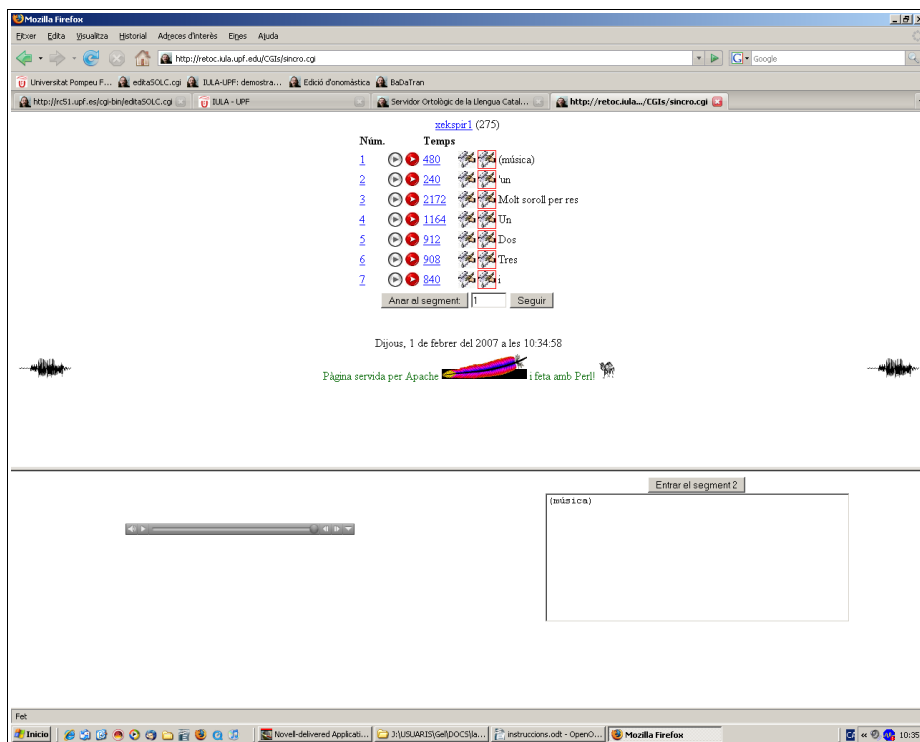 Mozilla Firefox
Fitxer Edita Visualitza Historial Adreces d'interès Eines Ajuda
http://retoc.iula.upf.edu/CGIs/sincro.cgi
Google
Universitat Pompeu F... editaSOLC.cgi IULA-UPF: demostra... Edició d'onomàstica BaDaTran
http://rc51.upf.es/cgi-bin/editaSOLC.cgi IULA - UPF Servidor Ortològic de la Llengua Catal... http://retoc.iula.../CGIs/sincro.cgi
xekspir1 (275)
Núm. Temps
1 480 (música)
2 240 'un
3 2172 Molt soroll per res
4 1164 Un
5 912 Dos
6 908 Tres
7 840 i
Anar al segment: 1 Seguir
Dijous, 1 de febrer del 2007 a les 10:34:58
Pàgina servida per Apache i feta amb Perl!
Entrar el segment 2
(música)
Fet
Inicio Novell-delivered Applicati... J:\USUARIS\Gel\DOCS\la... instruccions.odt - OpenO... Mozilla Firefox 10:35